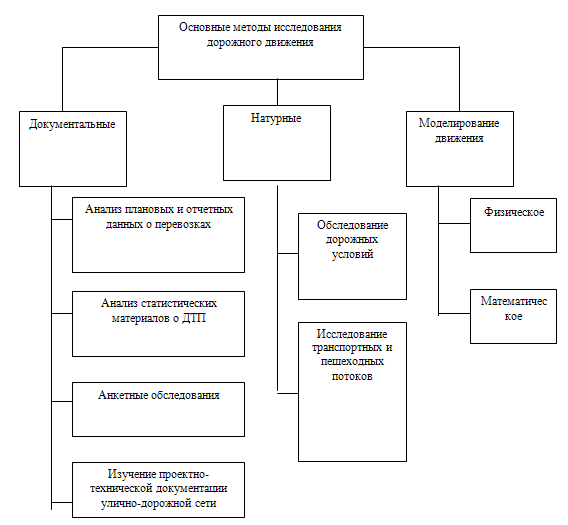 Основные методы исследования
дорожного движения
Документальные
Натурные
Моделирование
движения
Анализ плановых и отчетных
данных о перевозках
Анализ статистических
материалов о ДТП
Анкетные обследования
Изучение проектно-
технической документации
улично-дорожной сети
Обследование
дорожных
условий
Исследование
транспортных и
пешеходных
потоков
Физическое
Математичес
кое